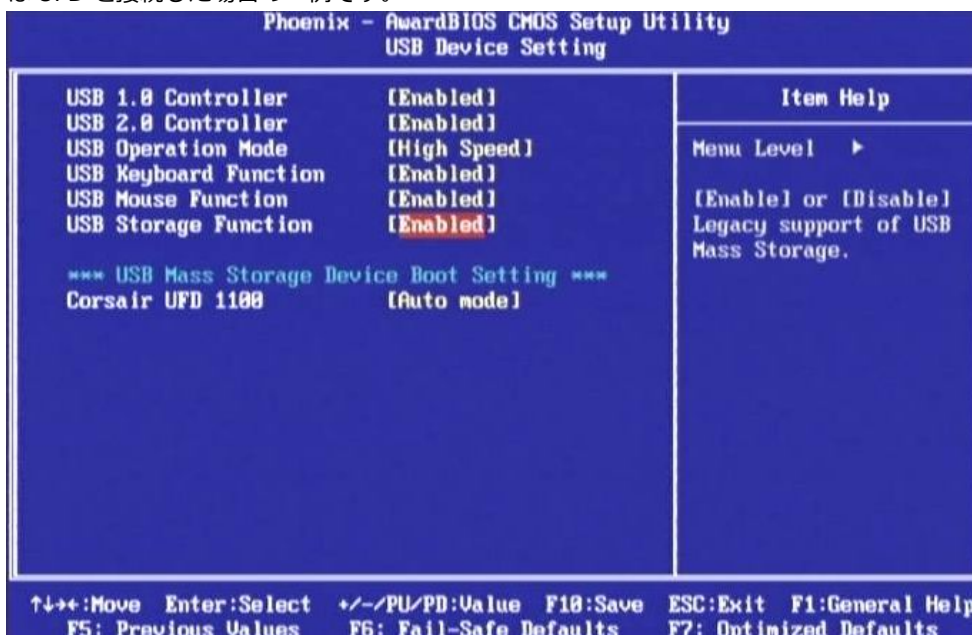 Phoenix - AwardBIOS CMOS Setup Utility
USB Device Setting
USB 1.0 Controller [Enabled]
USB 2.0 Controller [Enabled]
USB Operation Mode [High Speed]
USB Keyboard Function [Enabled]
USB Mouse Function [Enabled]
USB Storage Function [Enabled]
*** USB Mass Storage Device Boot Setting ***
Corsair UFD 1100 [Auto mode]
Item Help
Menu Level ▶
[Enable] or [Disable]
Legacy support of USB
Mass Storage.
↑↓→←:Move Enter:Select +/-/PU/PD:Value F10:Save ESC:Exit F1:General Help
F5: Previous Values F6: Fail-Safe Defaults F7: Optimized Defaults